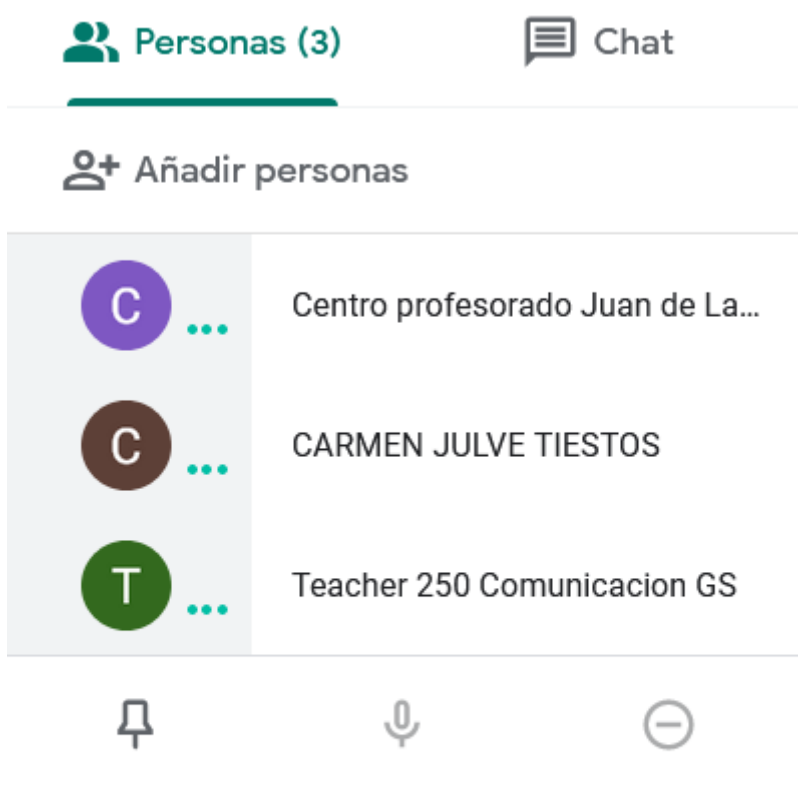 Personas (3)
Chat
Añadir personas
C
Centro profesorado Juan de La...
C
CARMEN JULVE TIESTOS
T
Teacher 250 Comunicacion GS